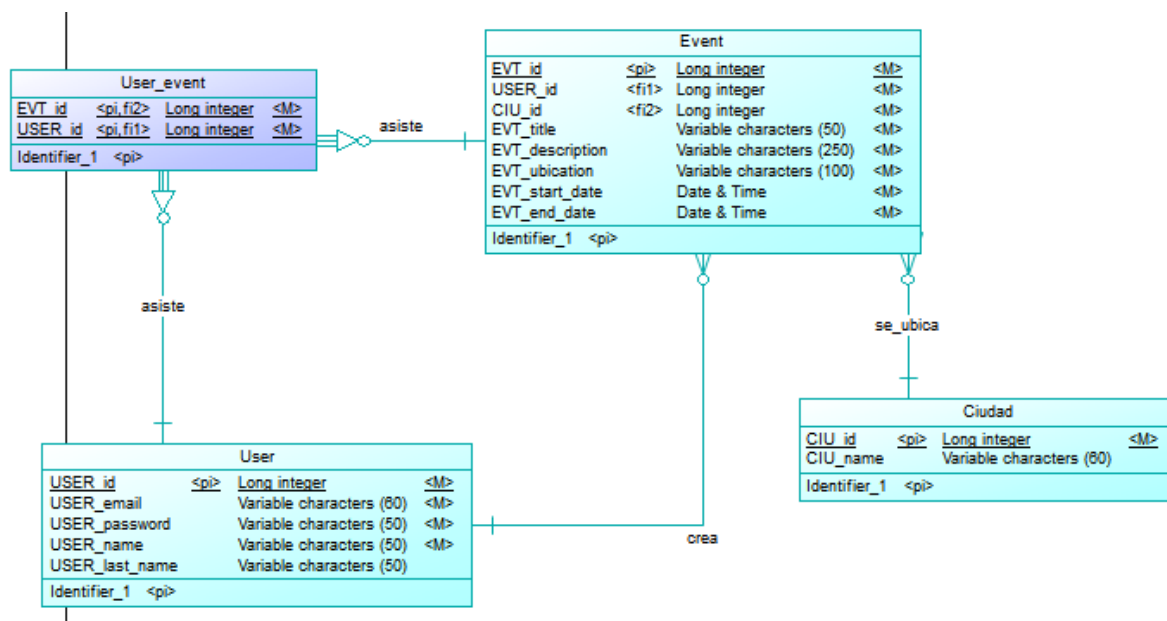 User_event
EVT_id <pi,fi2> Long integer <M>
USER_id <pi,fi1> Long integer <M>
Identifier_1 <pi>
asiste
Event
EVT_id <pi> Long integer <M>
USER_id <fi1> Long integer <M>
CIU_id <fi2> Long integer <M>
EVT_title Variable characters (50) <M>
EVT_description Variable characters (250) <M>
EVT_ubication Variable characters (100) <M>
EVT_start_date Date & Time <M>
EVT_end_date Date & Time <M>
Identifier_1 <pi>
asiste
se_ubica
Ciudad
CIU_id <pi> Long integer <M>
CIU_name Variable characters (60)
Identifier_1 <pi>
User
USER_id <pi> Long integer <M>
USER_email Variable characters (60) <M>
USER_password Variable characters (50) <M>
USER_name Variable characters (50) <M>
USER_last_name Variable characters (50)
Identifier_1 <pi>
crea